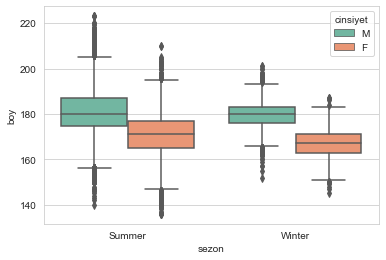 220
200
180
160
140
boy
Summer
Winter
sezon
cinsiyet
M
F